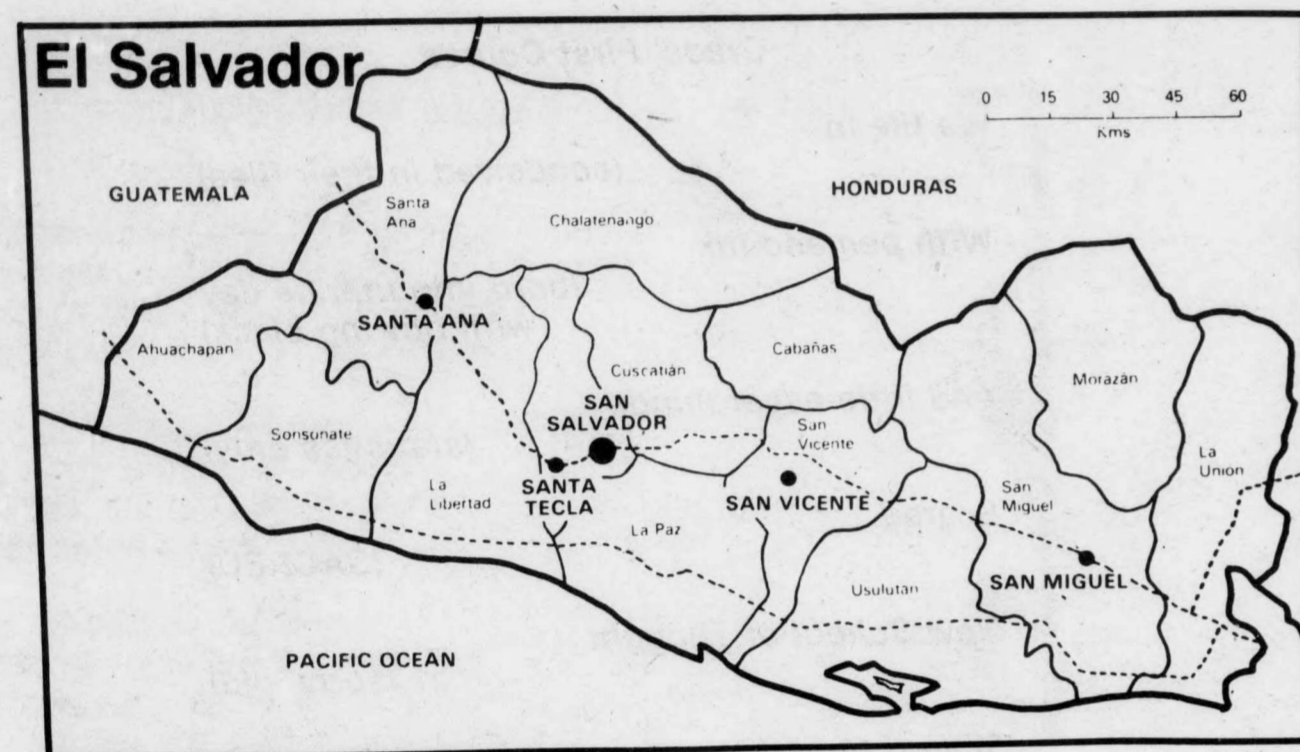 El Salvador
0 15 30 45 60
Kms
GUATEMALA
HONDURAS
Santa
Ana
Chalatenango
SANTA ANA
Ahuachapan
Cabañas
Cuscatlán
Morazán
SAN
SALVADOR
Sonsonate
San
Vicente
La
Union
La
Libertad
SANTA
TECLA
SAN VICENTE
San
Miguel
La Paz
SAN MIGUEL
Usulutan
PACIFIC OCEAN